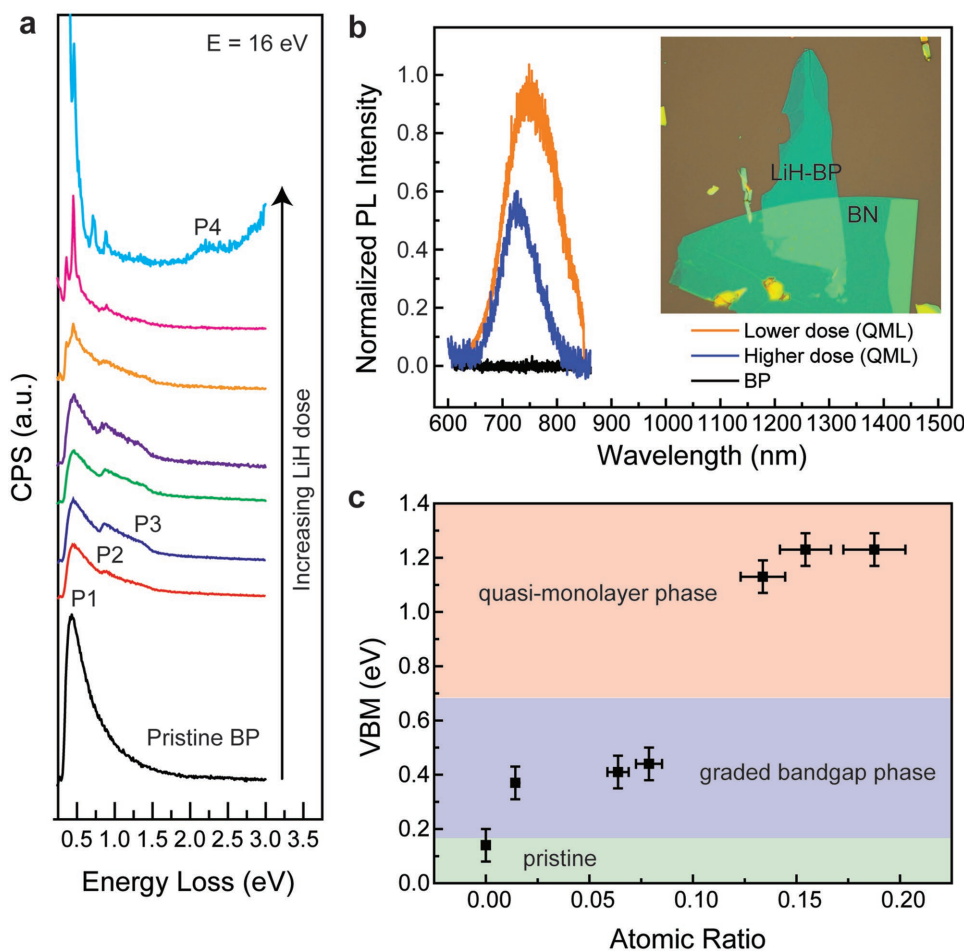 a
E = 16 eV
P4
P3
P2
P1
Pristine BP
Increasing LiH dose
CPS (a.u.)
0.5 1.0 1.5 2.0 2.5 3.0 3.5
Energy Loss (eV)
b
Normalized PL Intensity
1.0
0.8
0.6
0.4
0.2
0.0
LiH-BP
BN
Lower dose (QML)
Higher dose (QML)
BP
600 700 800 900 1000 1100 1200 1300 1400 1500
Wavelength (nm)
c
VBM (eV)
1.4
1.2
1.0
0.8
0.6
0.4
0.2
0.0
quasi-monolayer phase
graded bandgap phase
pristine
0.00 0.05 0.10 0.15 0.20
Atomic Ratio